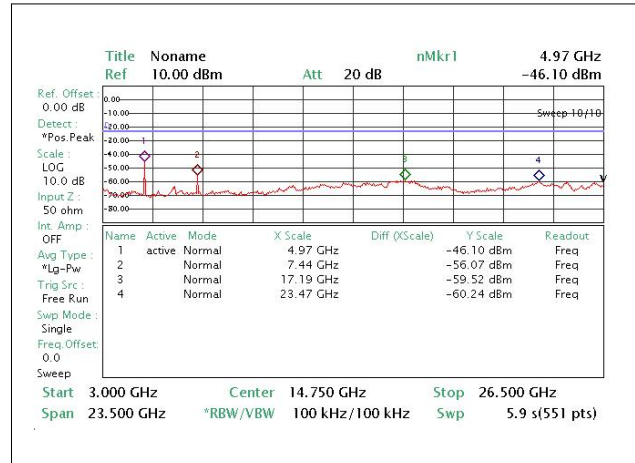 Title Noname nMkr1 4.97 GHz
Ref 10.00 dBm Att 20 dB -46.10 dBm
Ref. Offset :
0.00 dB
Detect :
*Pos.Peak
Scale :
LOG
10.0 dB
Input Z :
50 ohm
Int. Amp :
OFF
Avg Type :
*Lg-Pw
Trig Src :
Free Run
Swp Mode :
Single
Freq.Offset:
0.0
Sweep
0.00
-10.00
-20.00
-30.00
-40.00
-50.00
-60.00
-70.00
-80.00
Sweep 10/10
1
2
3
4
Name Active Mode X Scale Diff (XScale) Y Scale Readout
1 active Normal 4.97 GHz -46.10 dBm Freq
2 Normal 7.44 GHz -56.07 dBm Freq
3 Normal 17.19 GHz -59.52 dBm Freq
4 Normal 23.47 GHz -60.24 dBm Freq
Start 3.000 GHz Center 14.750 GHz Stop 26.500 GHz
Span 23.500 GHz *RBW/VBW 100 kHz/100 kHz Swp 5.9 s(551 pts)